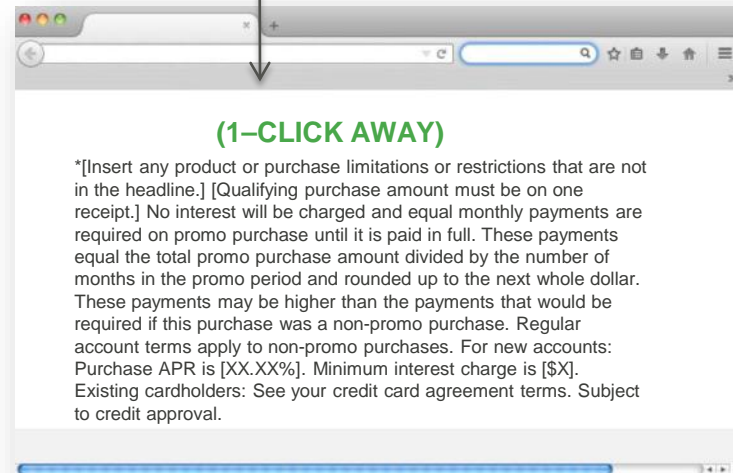 (1–CLICK AWAY)
*[Insert any product or purchase limitations or restrictions that are not
in the headline.] [Qualifying purchase amount must be on one
receipt.] No interest will be charged and equal monthly payments are
required on promo purchase until it is paid in full. These payments
equal the total promo purchase amount divided by the number of
months in the promo period and rounded up to the next whole dollar.
These payments may be higher than the payments that would be
required if this purchase was a non-promo purchase. Regular
account terms apply to non-promo purchases. For new accounts:
Purchase APR is [XX.XX%]. Minimum interest charge is [$X].
Existing cardholders: See your credit card agreement terms. Subject
to credit approval.